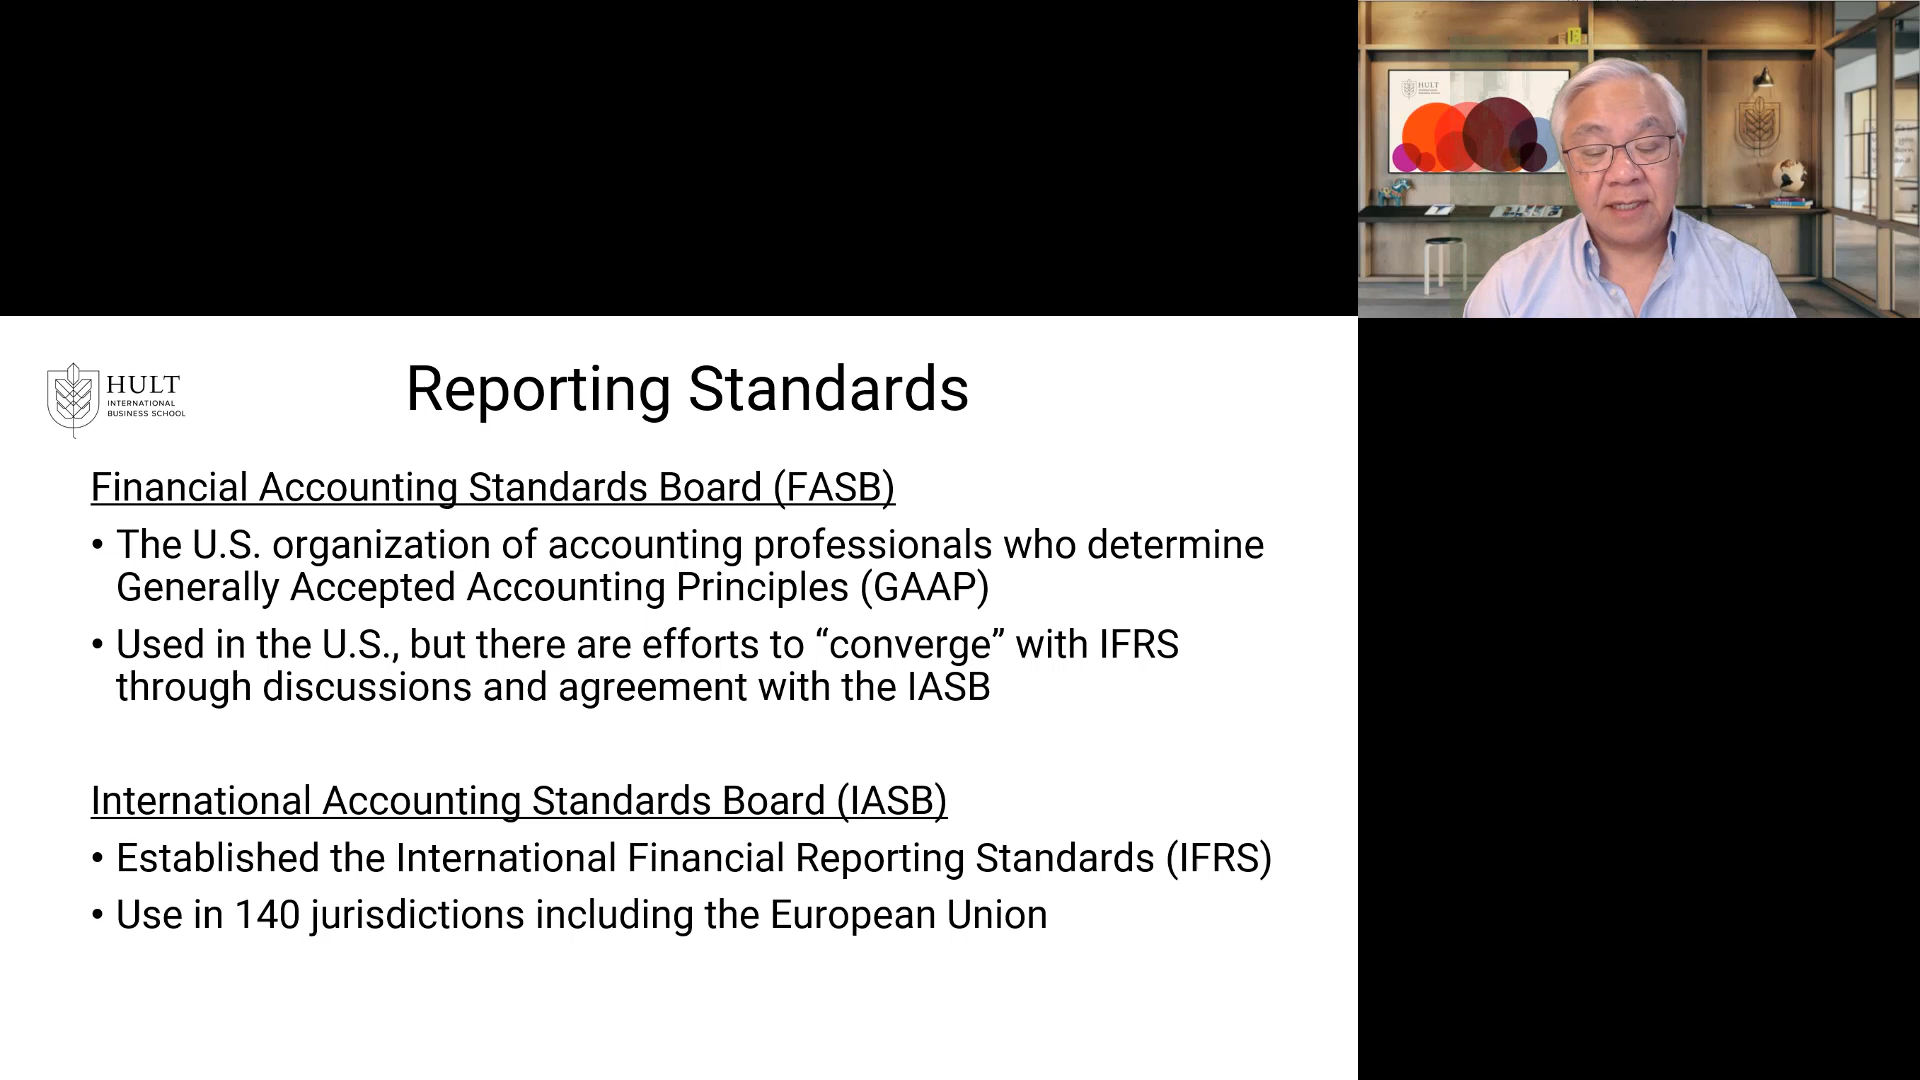 HULT
HULT
INTERNATIONAL
BUSINESS SCHOOL
Reporting Standards
Financial Accounting Standards Board (FASB)
• The U.S. organization of accounting professionals who determine
Generally Accepted Accounting Principles (GAAP)
• Used in the U.S., but there are efforts to “converge” with IFRS
through discussions and agreement with the IASB
International Accounting Standards Board (IASB)
• Established the International Financial Reporting Standards (IFRS)
• Use in 140 jurisdictions including the European Union